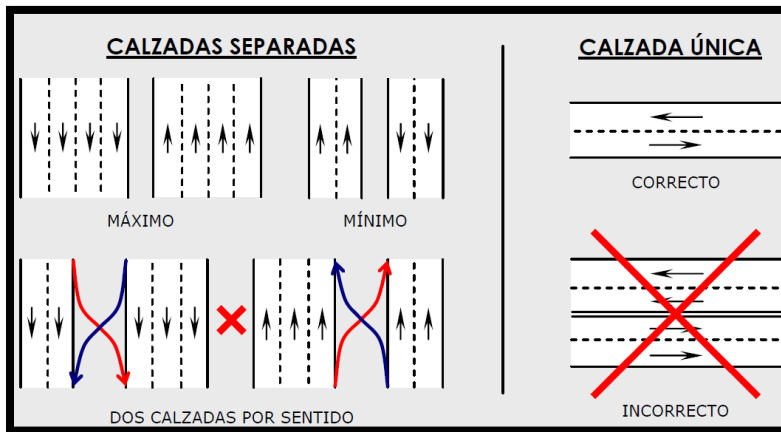 CALZADAS SEPARADAS
CALZADA ÚNICA
MÁXIMO
MÍNIMO
CORRECTO
DOS CALZADAS POR SENTIDO
INCORRECTO